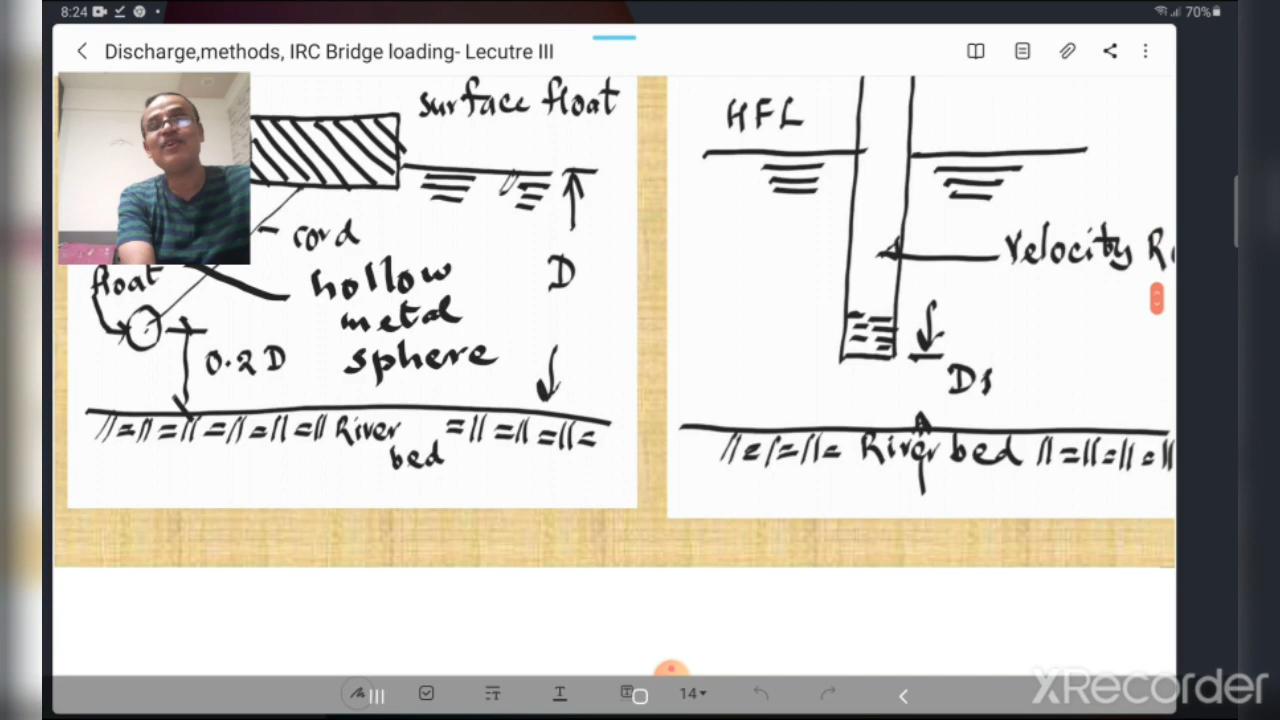 8:24
70%
Discharge,methods, IRC Bridge loading- Lecutre III
surface float
cord
float
hollow
metal
sphere
D
0.2D
River
bed
HFL
Velocity R
Ds
River bed
14
XRecorder